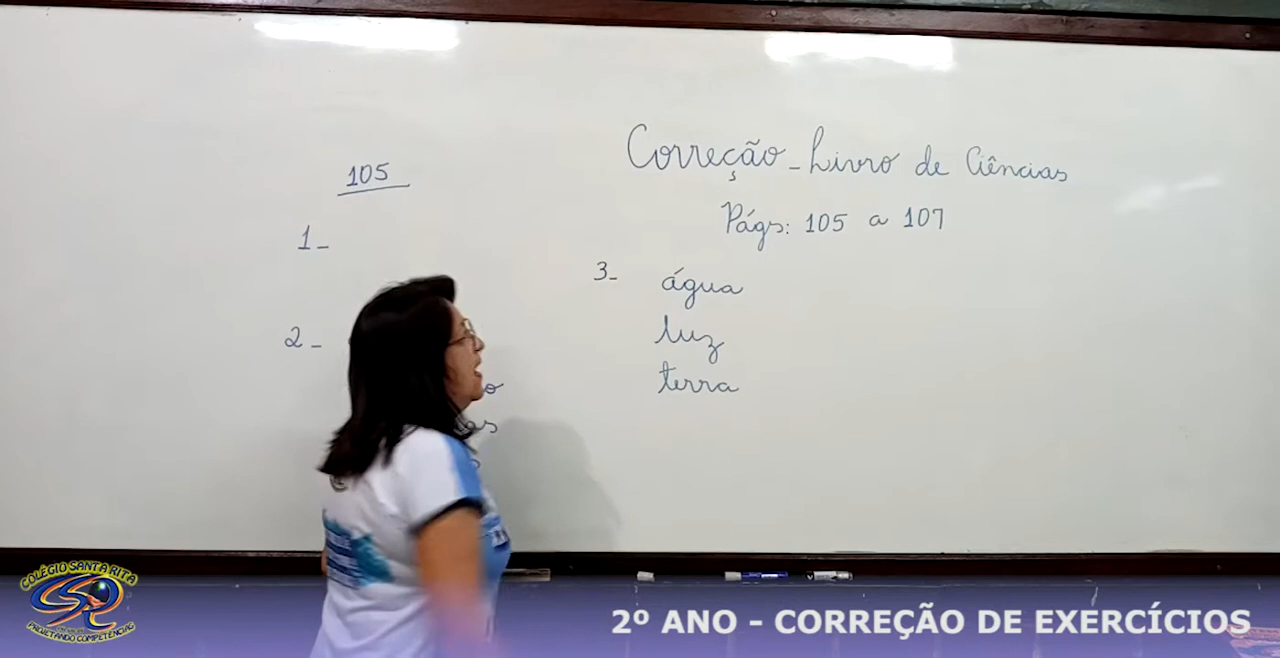 Correção - Livro de Ciências
Págs: 105 a 107
105
1-
2-
3- água
luz
terra
COLÉGIO SANTA RITA
PROJETANDO COMPETÊNCIAS
2º ANO - CORREÇÃO DE EXERCÍCIOS